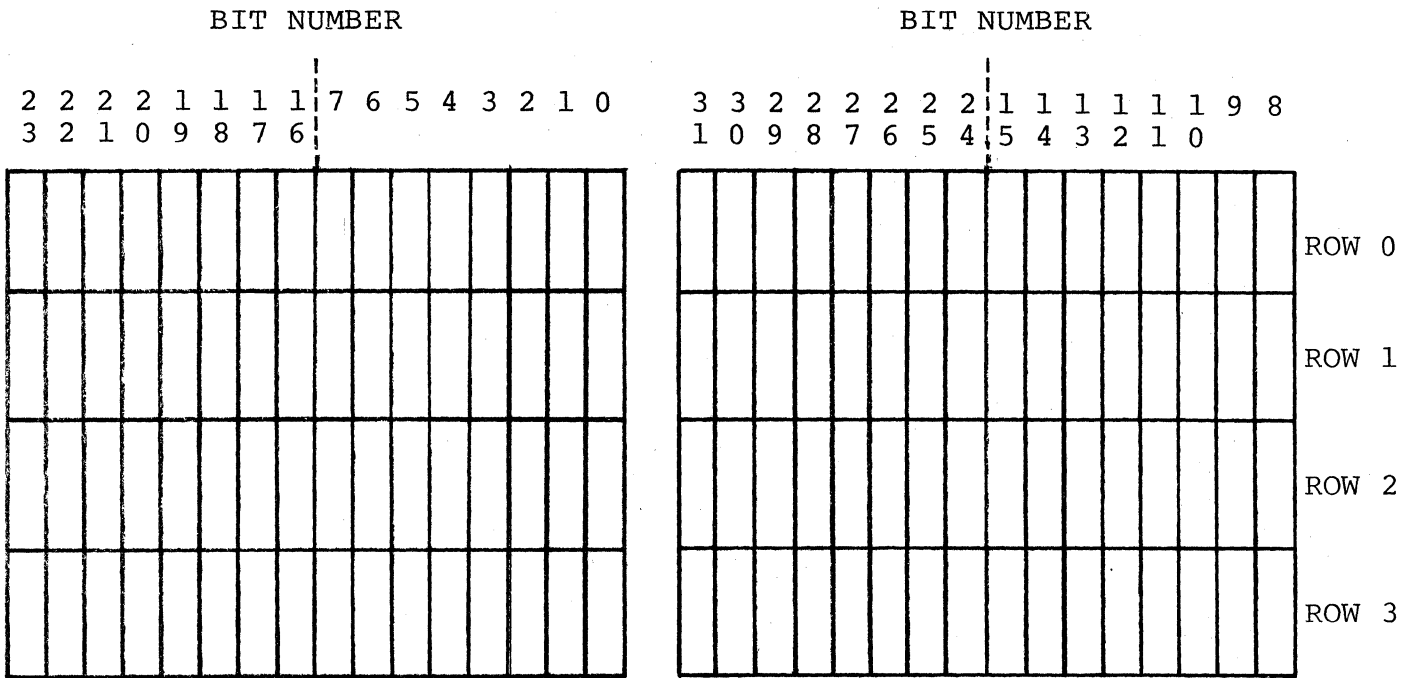 BIT NUMBER BIT NUMBER
2 2 2 2 1 1 1 1 7 6 5 4 3 2 1 0 3 3 2 2 2 2 2 2 1 1 1 1 1 1 9 8
3 2 1 0 9 8 7 6 1 0 9 8 7 6 5 4 5 4 3 2 1 0
ROW 0
ROW 1
ROW 2
ROW 3